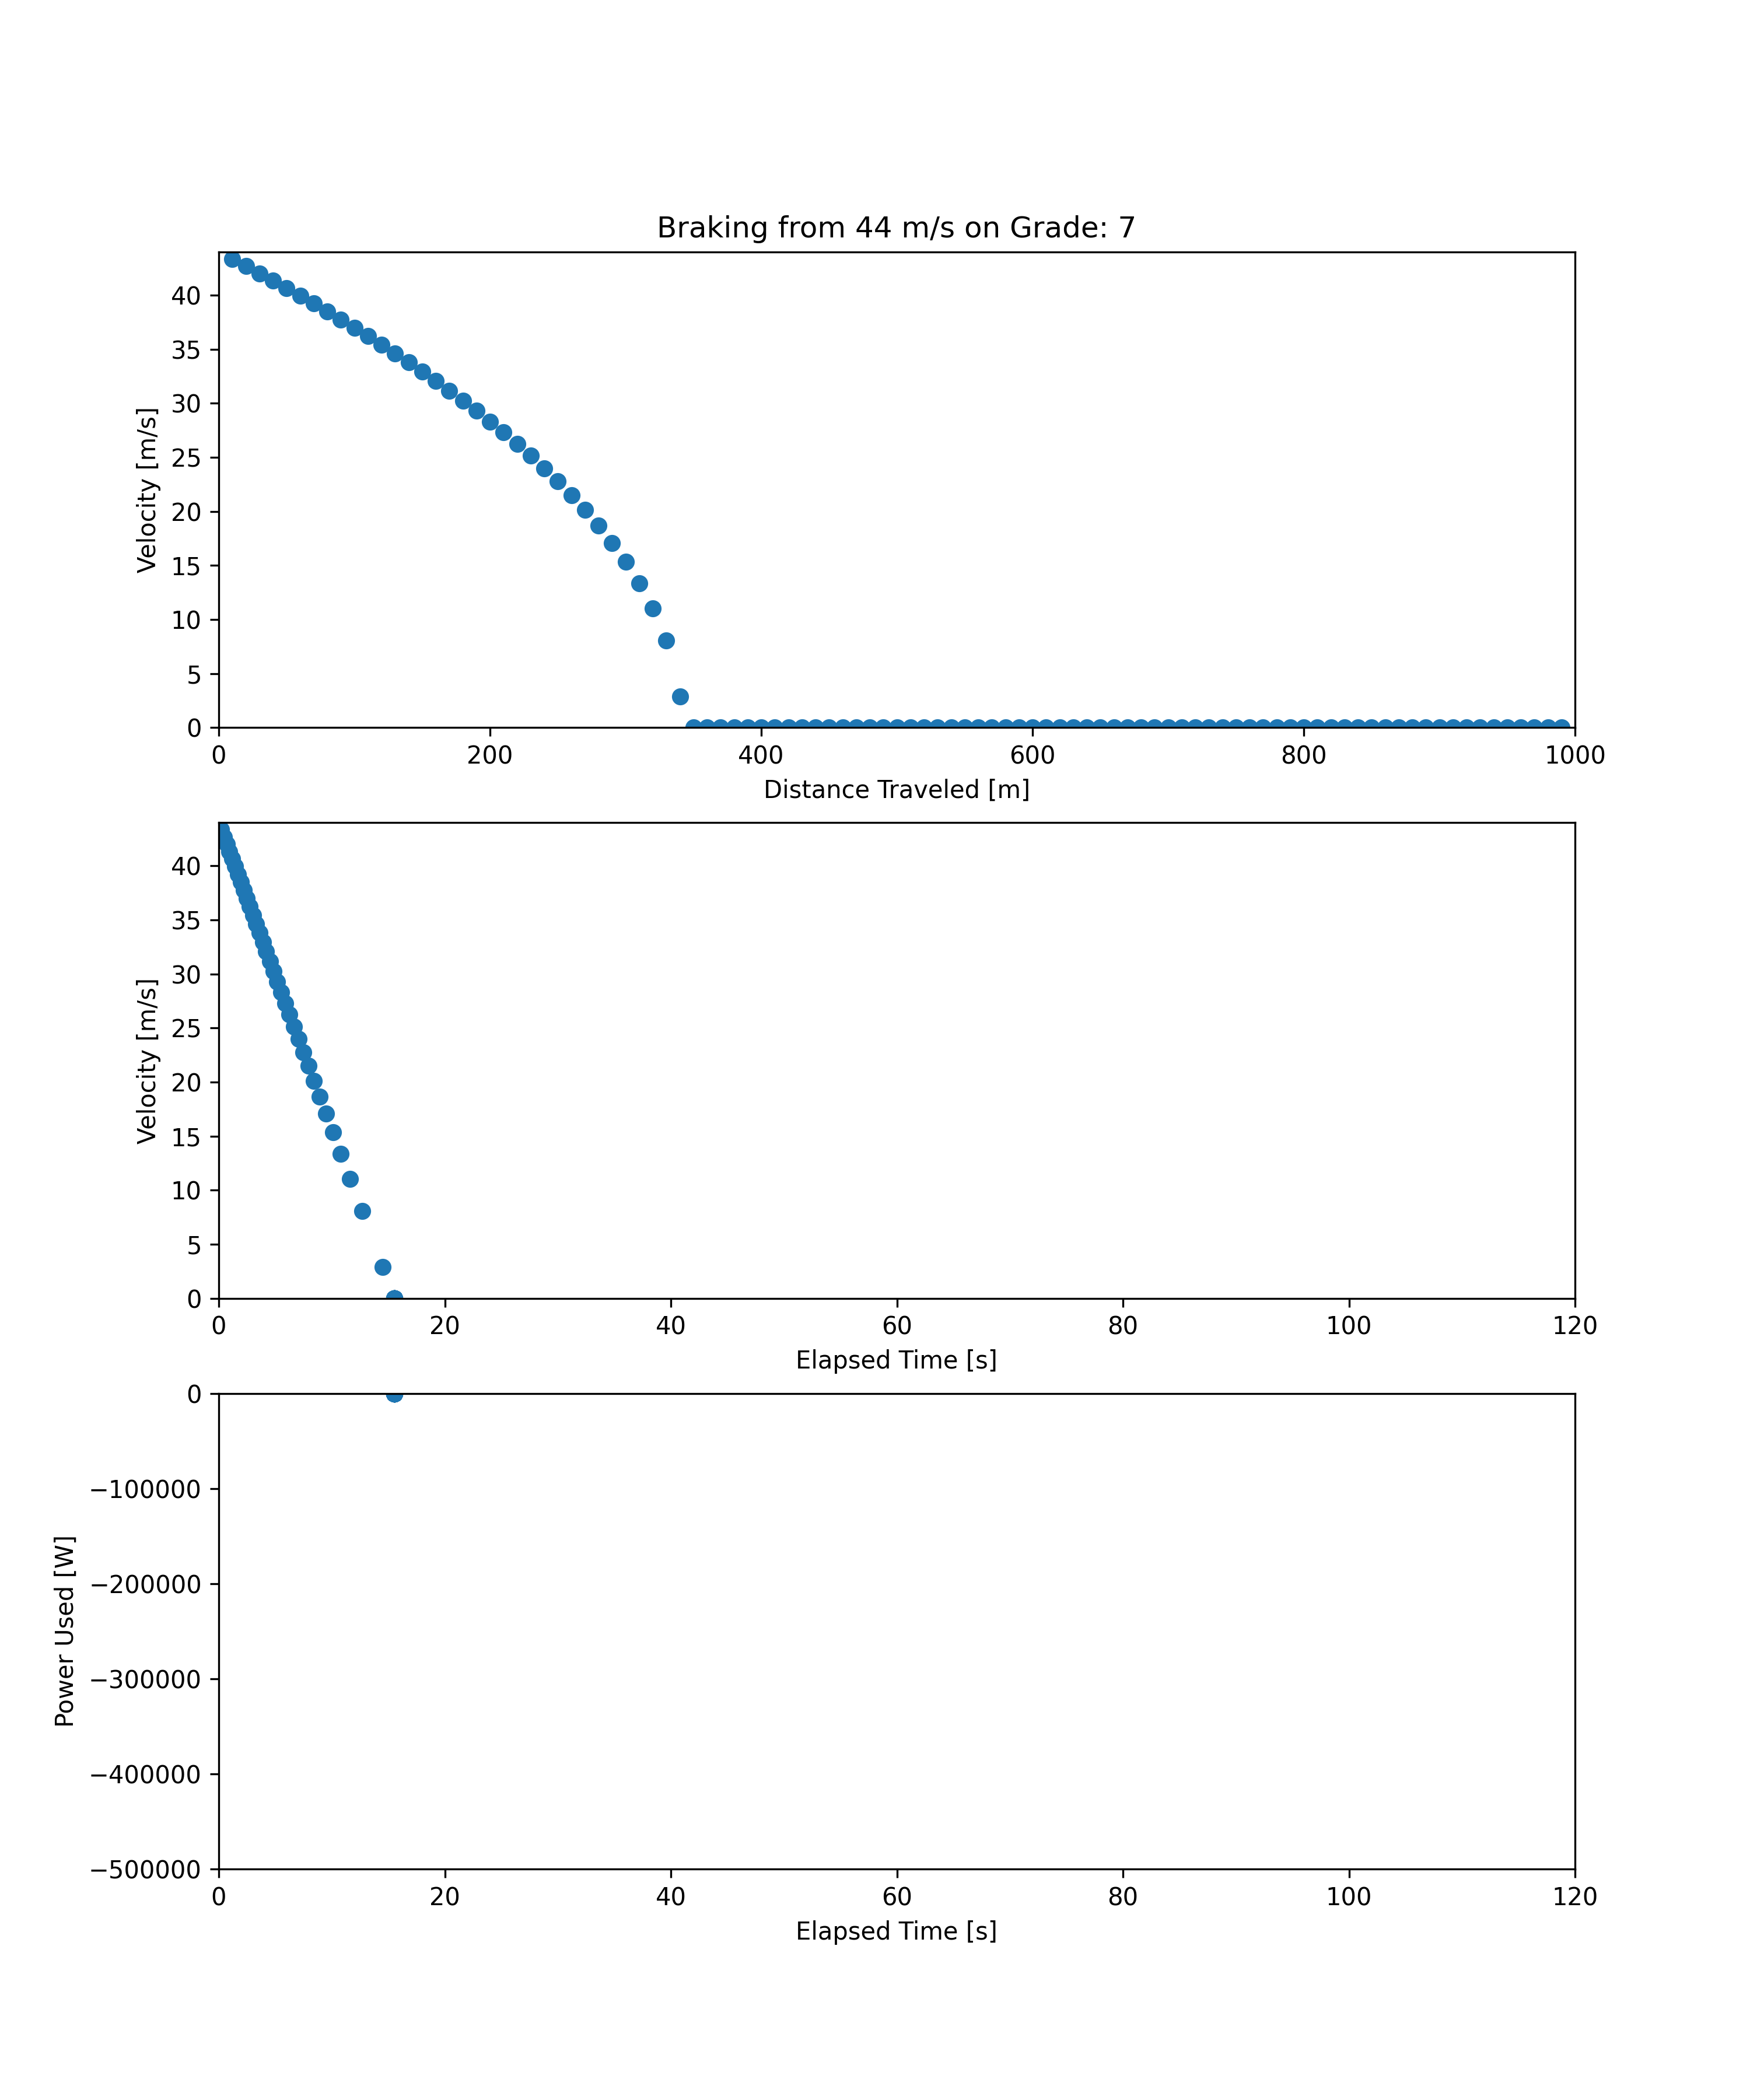 Braking from 44 m/s on Grade: 7
40
35
30
25
20
15
10
5
0
Velocity [m/s]
0 200 400 600 800 1000
Distance Traveled [m]
40
35
30
25
20
15
10
5
0
Velocity [m/s]
0 20 40 60 80 100 120
Elapsed Time [s]
0
−100000
−200000
−300000
−400000
−500000
Power Used [W]
0 20 40 60 80 100 120
Elapsed Time [s]